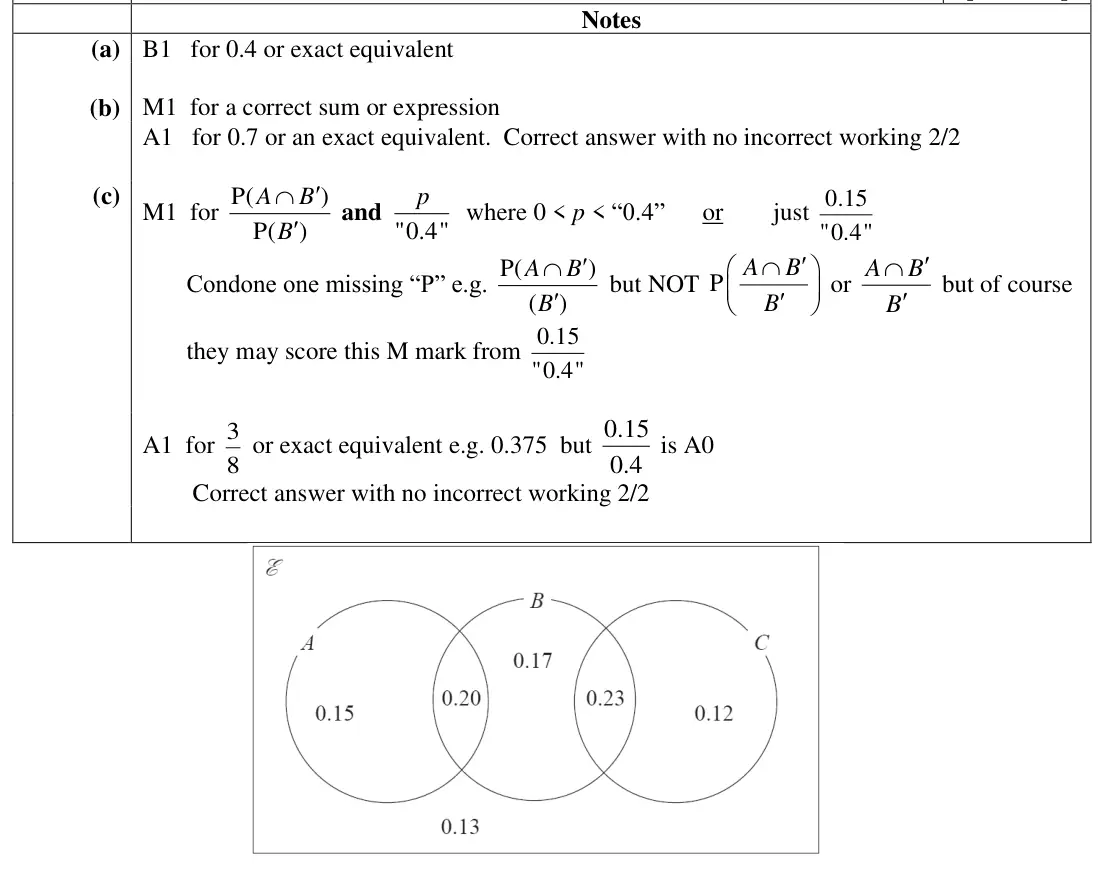 Notes
(a) B1 for 0.4 or exact equivalent
(b) M1 for a correct sum or expression
A1 for 0.7 or an exact equivalent. Correct answer with no incorrect working 2/2
(c) M1 for P(A ∩ B′)/P(B′) and p/"0.4" where 0 < p < “0.4” or just 0.15/"0.4"
Condone one missing “P” e.g. P(A ∩ B′)/(B′) but NOT P(A ∩ B′/B′) or A ∩ B′/B′ but of course
they may score this M mark from 0.15/"0.4"
A1 for 3/8 or exact equivalent e.g. 0.375 but 0.15/0.4 is A0
Correct answer with no incorrect working 2/2
ℰ
B
A C
0.17
0.20 0.23
0.15 0.12
0.13